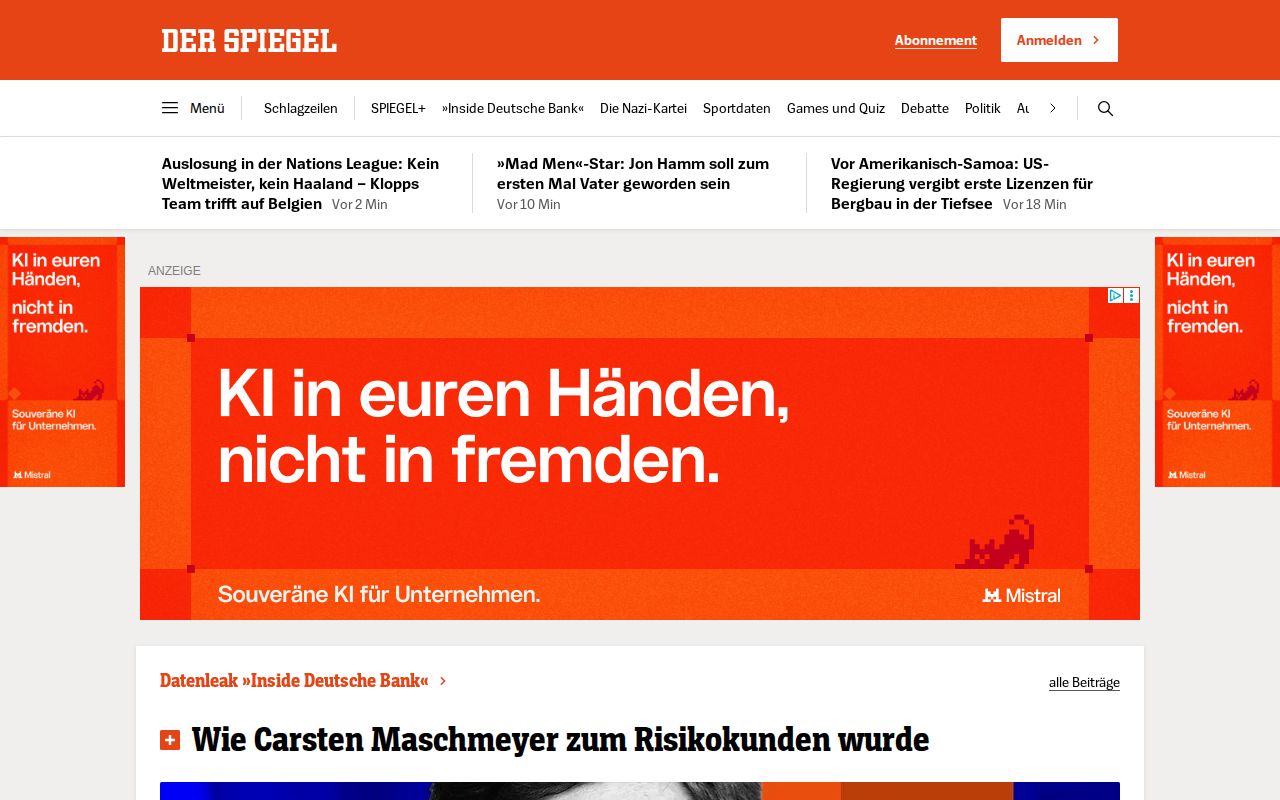 DER SPIEGEL
Abonnement
Anmelden
Menü
Schlagzeilen
SPIEGEL+
»Inside Deutsche Bank«
Die Nazi-Kartei
Sportdaten
Games und Quiz
Debatte
Politik
Auslosung in der Nations League: Kein
Weltmeister, kein Haaland – Klopps
Team trifft auf Belgien Vor 2 Min
»Mad Men«-Star: Jon Hamm soll zum
ersten Mal Vater geworden sein
Vor 10 Min
Vor Amerikanisch-Samoa: US-
Regierung vergibt erste Lizenzen für
Bergbau in der Tiefsee Vor 18 Min
KI in euren
Händen,
nicht in
fremden.
Souveräne KI
für Unternehmen.
Mistral
ANZEIGE
KI in euren Händen,
nicht in fremden.
Souveräne KI für Unternehmen.
Mistral
KI in euren
Händen,
nicht in
fremden.
Souveräne KI
für Unternehmen.
Mistral
Datenleak »Inside Deutsche Bank«
alle Beiträge
Wie Carsten Maschmeyer zum Risikokunden wurde